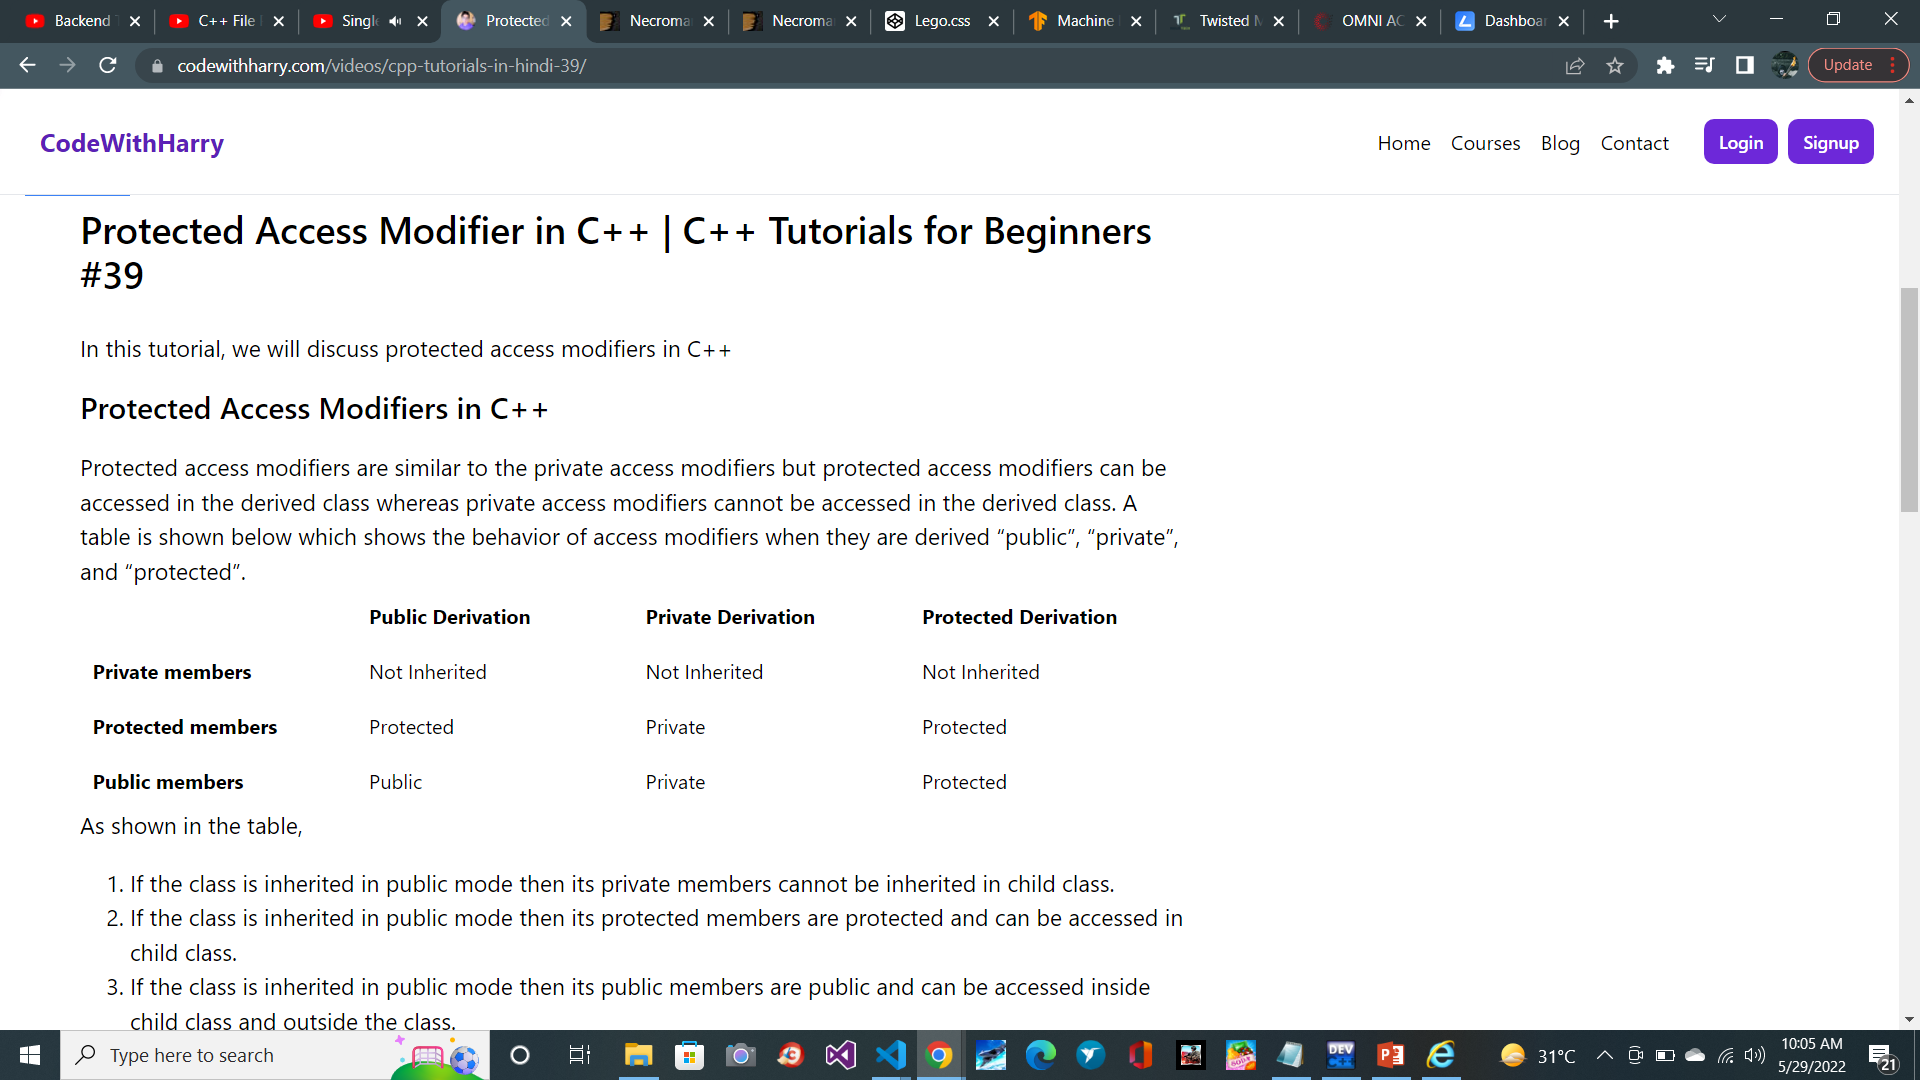 Backend
C++ File
Single
Protected
Necroma
Necroma
Lego.css
Machine
Twisted
OMNI AC
Dashboar
codewithharry.com/videos/cpp-tutorials-in-hindi-39/
Update
CodeWithHarry
Home Courses Blog Contact Login Signup
Protected Access Modifier in C++ | C++ Tutorials for Beginners
#39
In this tutorial, we will discuss protected access modifiers in C++
Protected Access Modifiers in C++
Protected access modifiers are similar to the private access modifiers but protected access modifiers can be
accessed in the derived class whereas private access modifiers cannot be accessed in the derived class. A
table is shown below which shows the behavior of access modifiers when they are derived “public”, “private”,
and “protected”.
Public Derivation Private Derivation Protected Derivation
Private members Not Inherited Not Inherited Not Inherited
Protected members Protected Private Protected
Public members Public Private Protected
As shown in the table,
1. If the class is inherited in public mode then its private members cannot be inherited in child class.
2. If the class is inherited in public mode then its protected members are protected and can be accessed in
child class.
3. If the class is inherited in public mode then its public members are public and can be accessed inside
child class and outside the class.
Type here to search
DEV
31°C
10:05 AM
5/29/2022
21